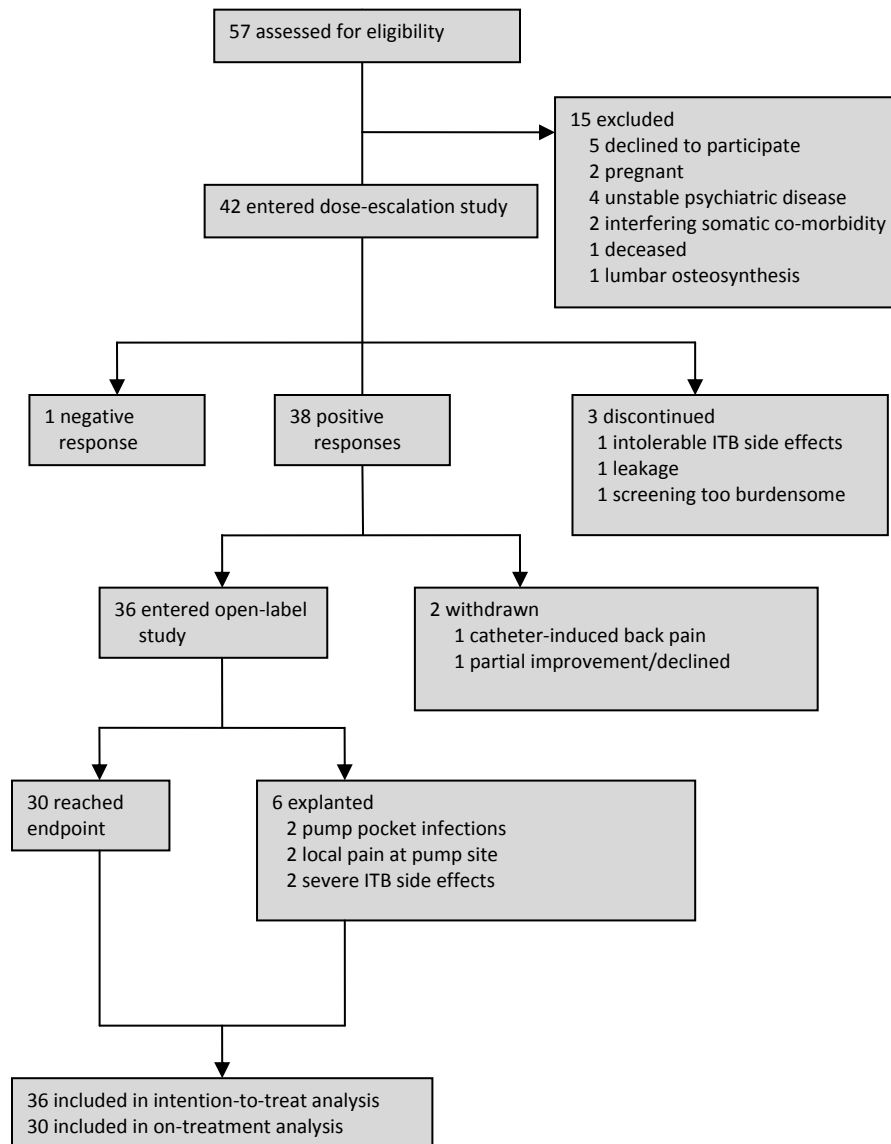 57 assessed for eligibility
15 excluded
5 declined to participate
2 pregnant
4 unstable psychiatric disease
2 interfering somatic co-morbidity
1 deceased
1 lumbar osteosynthesis
42 entered dose-escalation study
1 negative
response
38 positive
responses
3 discontinued
1 intolerable ITB side effects
1 leakage
1 screening too burdensome
36 entered open-label
study
2 withdrawn
1 catheter-induced back pain
1 partial improvement/declined
30 reached
endpoint
6 explanted
2 pump pocket infections
2 local pain at pump site
2 severe ITB side effects
36 included in intention-to-treat analysis
30 included in on-treatment analysis